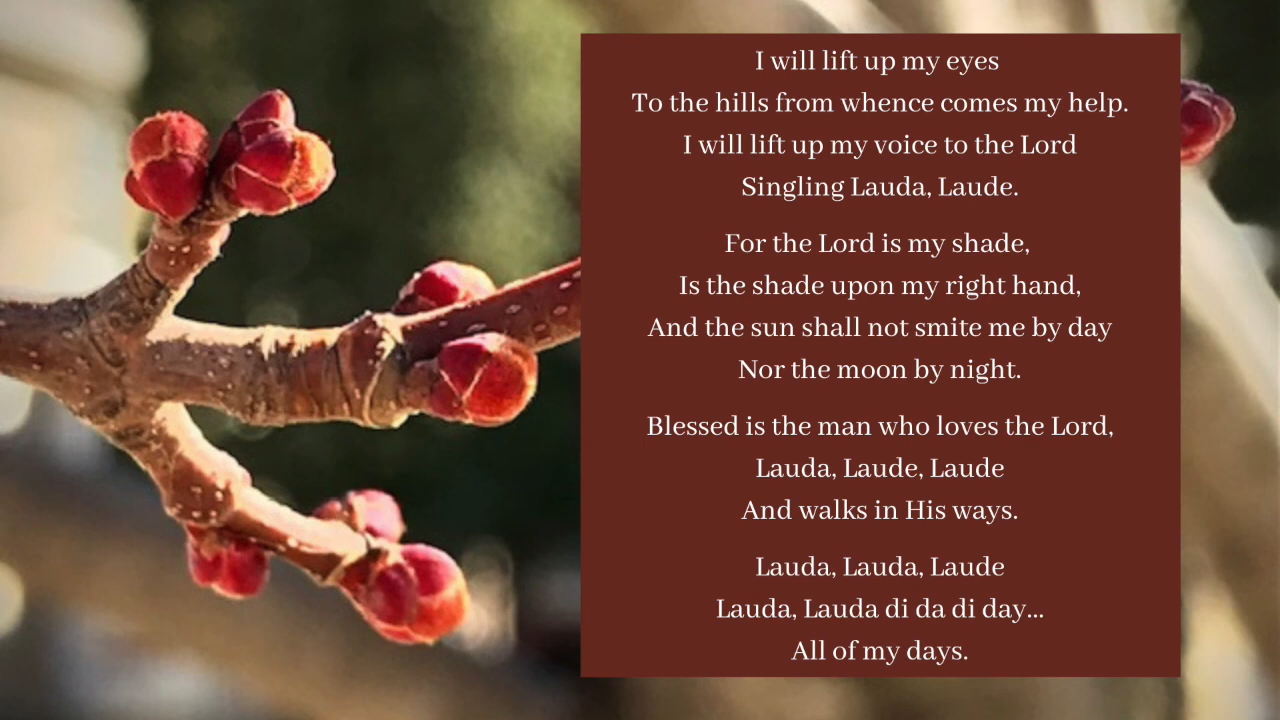 I will lift up my eyes
To the hills from whence comes my help.
I will lift up my voice to the Lord
Singling Lauda, Laude.
For the Lord is my shade,
Is the shade upon my right hand,
And the sun shall not smite me by day
Nor the moon by night.
Blessed is the man who loves the Lord,
Lauda, Laude, Laude
And walks in His ways.
Lauda, Lauda, Laude
Lauda, Lauda di da di day...
All of my days.